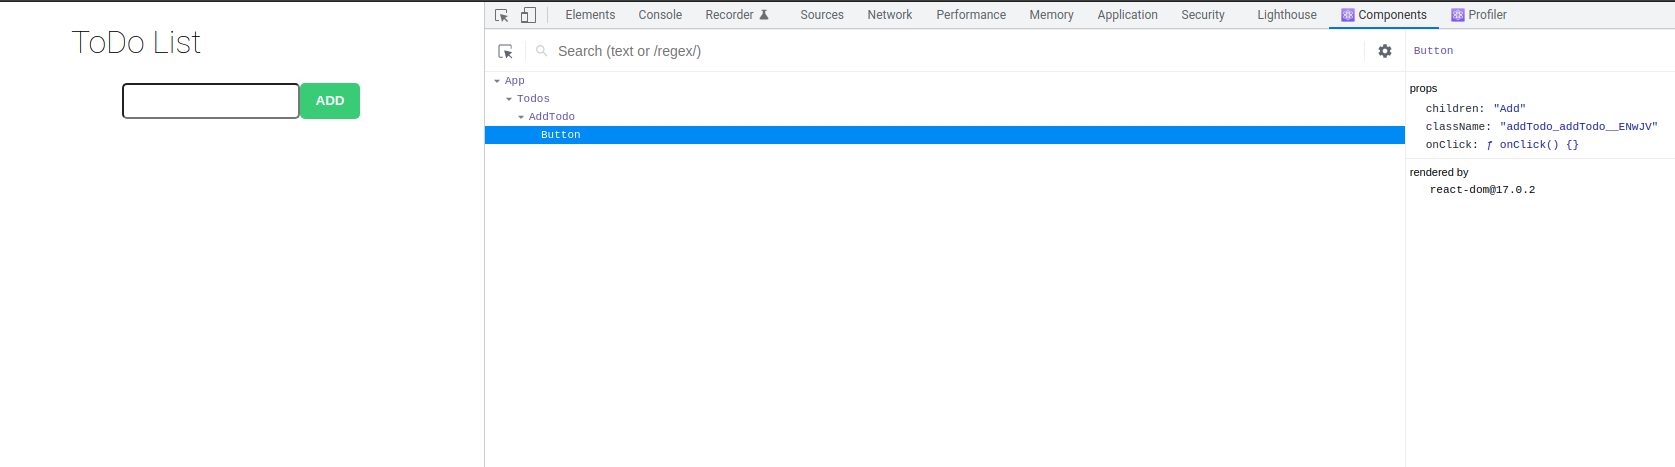 ToDo List
ADD
Elements Console Recorder Sources Network Performance Memory Application Security Lighthouse Components Profiler
Search (text or /regex/)
App
Todos
AddTodo
Button
Button
props
children: "Add"
className: "addTodo_addTodo__ENwJV"
onClick: ƒ onClick() {}
rendered by
react-dom@17.0.2